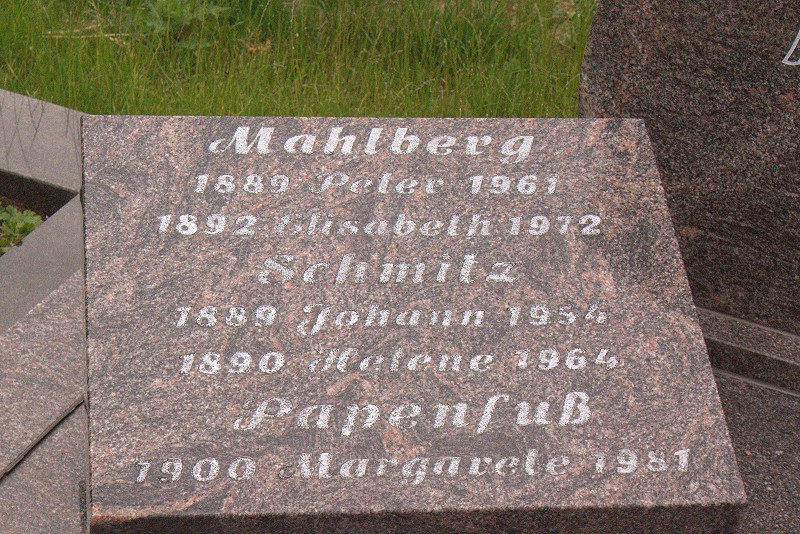 Mahlberg
1889 Peter 1961
1892 Elisabeth 1972
Schmitz
1889 Johann 1954
1890 Helene 1964
Papenfuß
1900 Margarete 1981